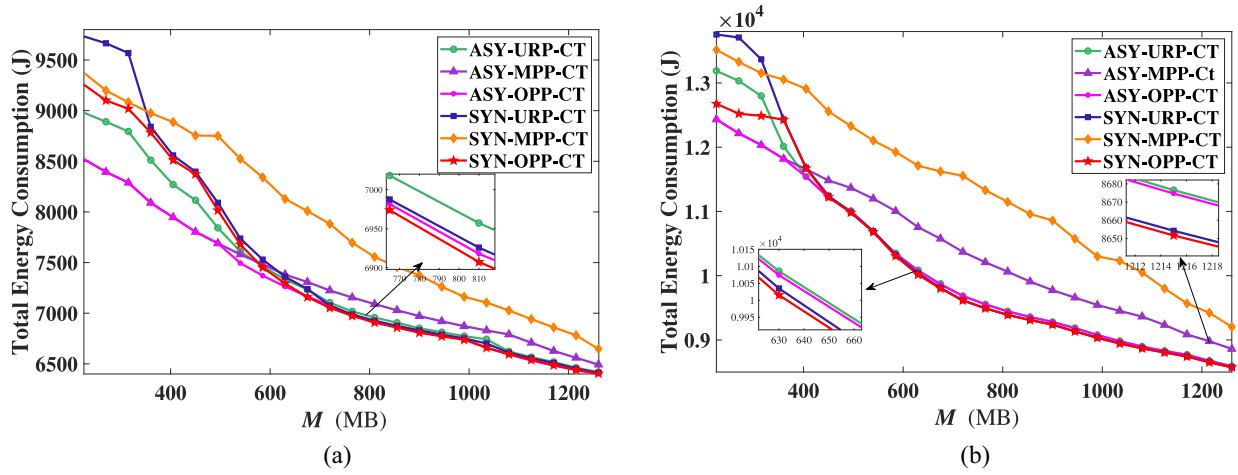 Total Energy Consumption (J)
9500
9000
8500
8000
7500
7000
6500
200
400
600
800
1000
1200
M (MB)
ASY-URP-CT
ASY-MPP-CT
ASY-OPP-CT
SYN-URP-CT
SYN-MPP-CT
SYN-OPP-CT
7000
6950
6900
770 780 790 800 810
(a)
×10⁴
Total Energy Consumption (J)
1.3
1.2
1.1
1
0.9
0.8
400
600
800
1000
1200
M (MB)
ASY-URP-CT
ASY-MPP-Ct
ASY-OPP-CT
SYN-URP-CT
SYN-MPP-CT
SYN-OPP-CT
×10⁴
1.015
1.01
1.005
1
0.995
630 640 650 660
8680
8670
8660
8650
1212 1214 1216 1218
(b)